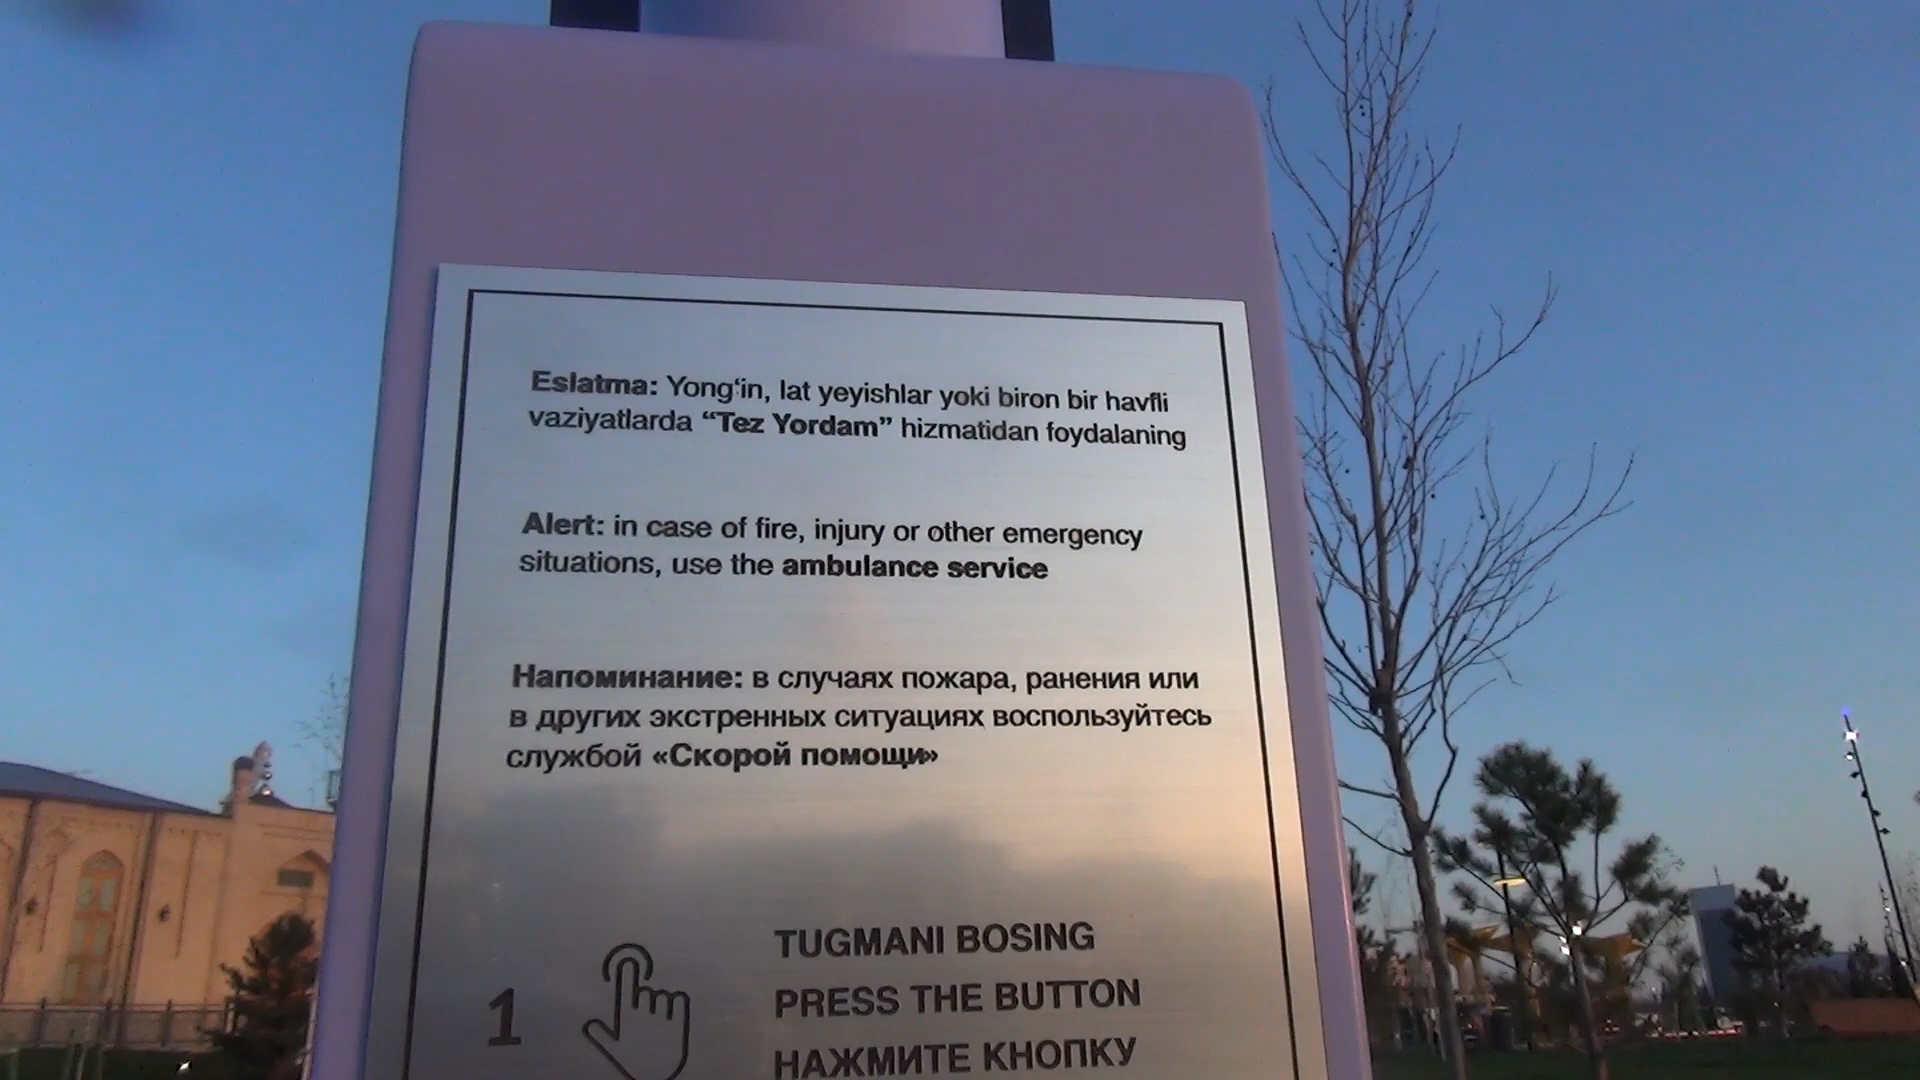 Eslatma: Yong‘in, lat yeyishlar yoki biron bir havfli
vaziyatlarda “Tez Yordam” hizmatidan foydalaning
Alert: in case of fire, injury or other emergency
situations, use the ambulance service
Напоминание: в случаях пожара, ранения или
в других экстренных ситуациях воспользуйтесь
службой «Скорой помощи»
1
TUGMANI BOSING
PRESS THE BUTTON
НАЖМИТЕ КНОПКУ